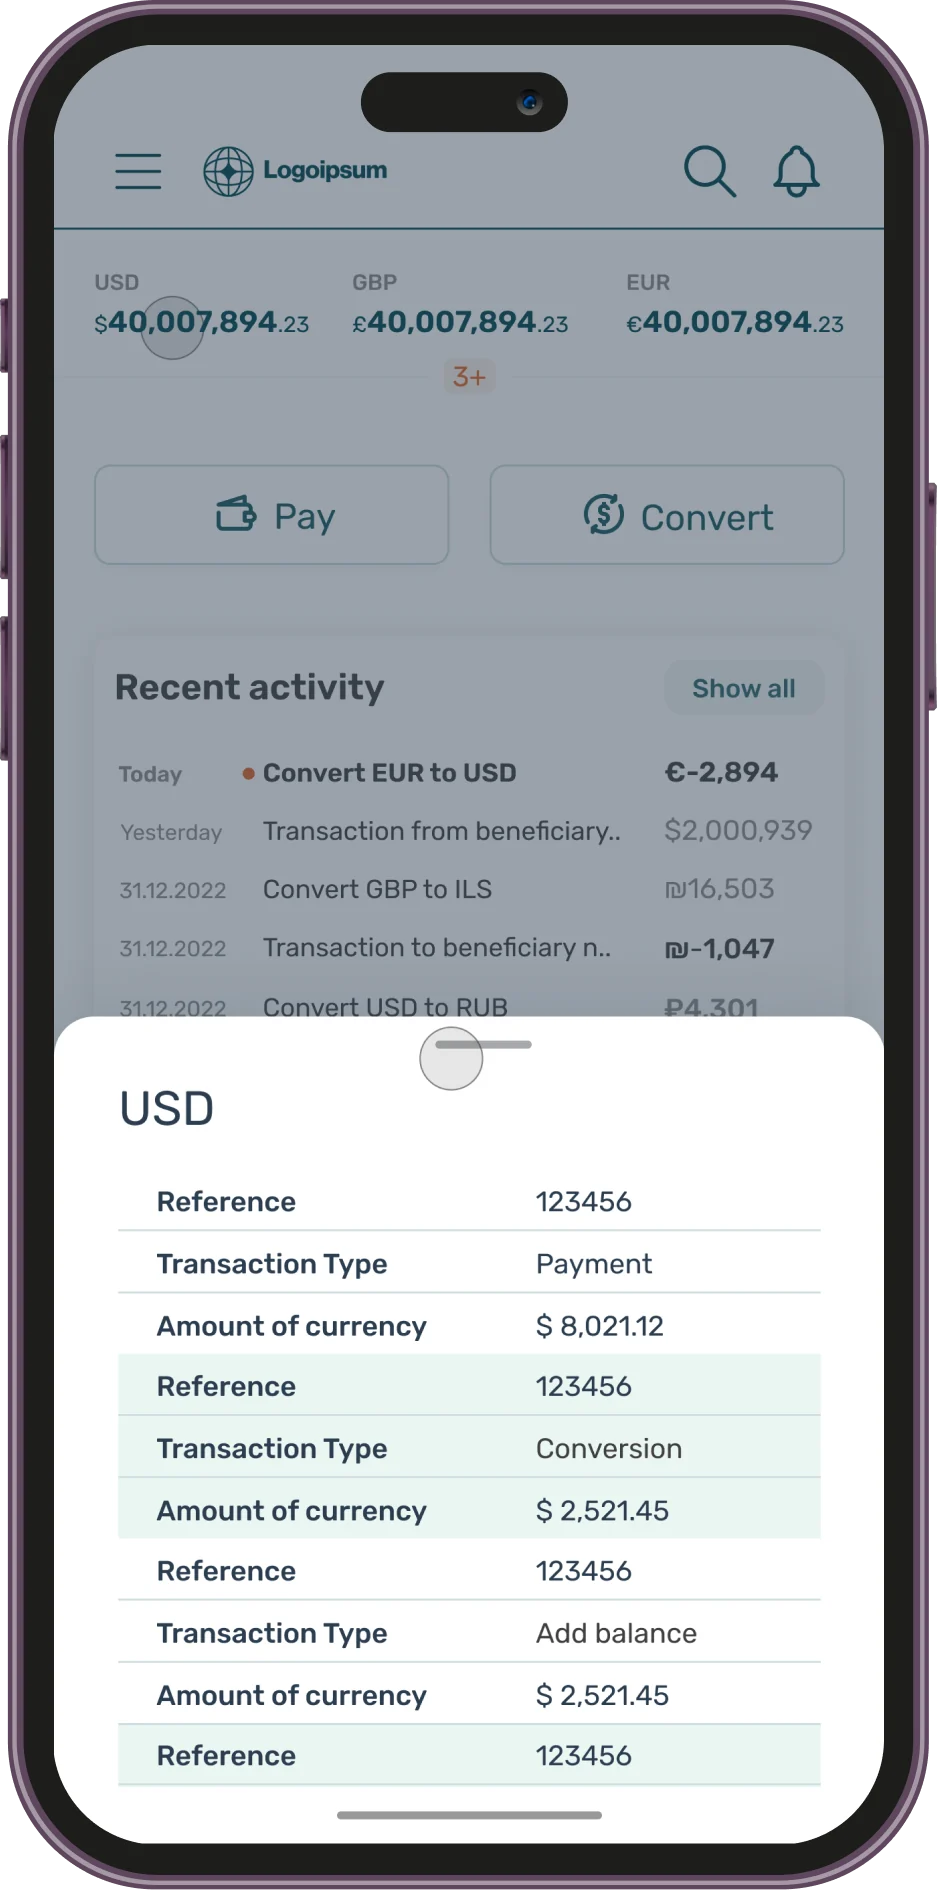 Logoipsum
USD GBP EUR
$40,007,894.23 £40,007,894.23 €40,007,894.23
3+
Pay Convert
Recent activity Show all
Today Convert EUR to USD €-2,894
Yesterday Transaction from beneficiary.. $2,000,939
31.12.2022 Convert GBP to ILS ₪16,503
31.12.2022 Transaction to beneficiary n.. ₪-1,047
31.12.2022 Convert USD to RUB ₽4,301
USD
Reference 123456
Transaction Type Payment
Amount of currency $ 8,021.12
Reference 123456
Transaction Type Conversion
Amount of currency $ 2,521.45
Reference 123456
Transaction Type Add balance
Amount of currency $ 2,521.45
Reference 123456